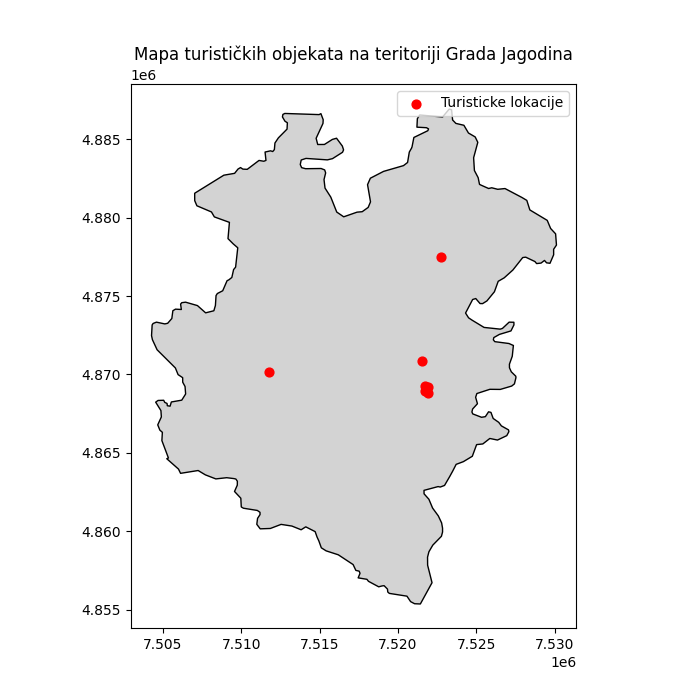 Mapa turističkih objekata na teritoriji Grada Jagodina
1e6
Turisticke lokacije
4.885
4.880
4.875
4.870
4.865
4.860
4.855
7.505 7.510 7.515 7.520 7.525 7.530
1e6